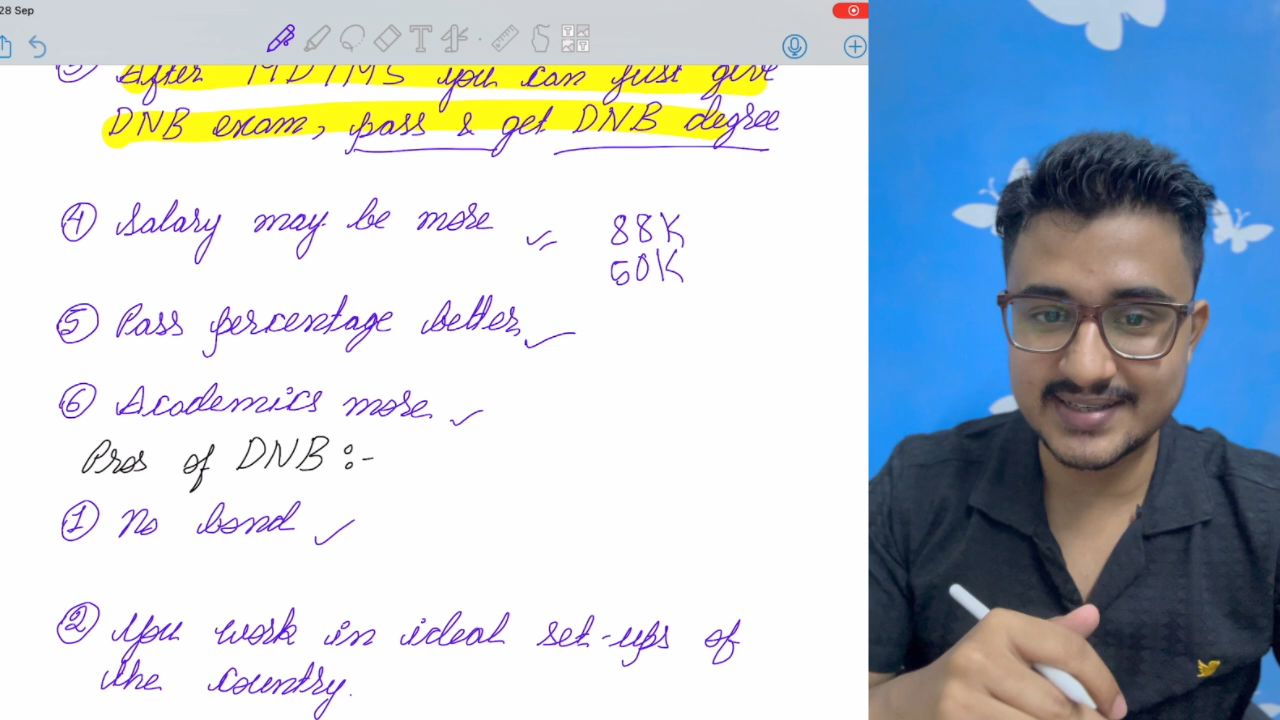 28 Sep
③ After MD/MS you can just give
DNB exam, pass & get DNB degree
④ Salary may be more 88K
50K
⑤ Pass percentage better
⑥ Academics more
Pros of DNB :-
① No bond
② You work in ideal set-ups of
the country.